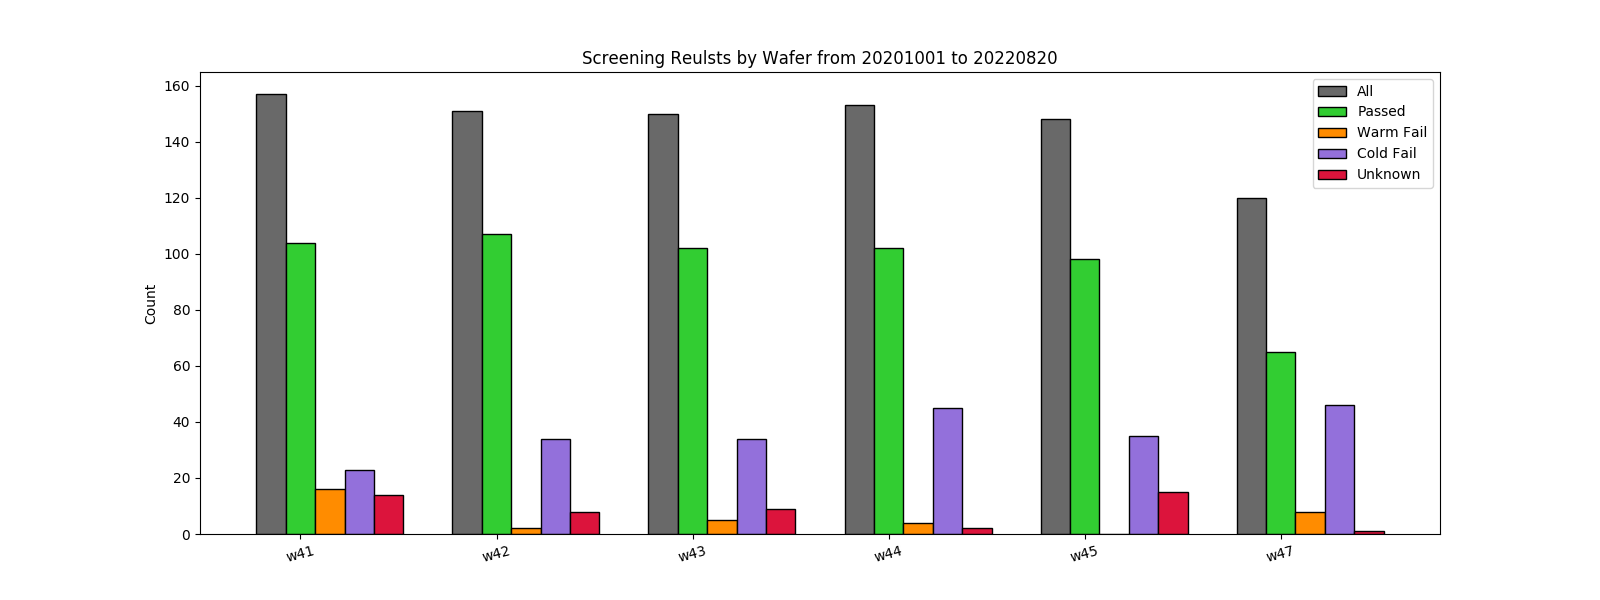 Screening Reulsts by Wafer from 20201001 to 20220820
160
140
120
100
80
60
40
20
0
Count
All
Passed
Warm Fail
Cold Fail
Unknown
w41 w42 w43 w44 w45 w47